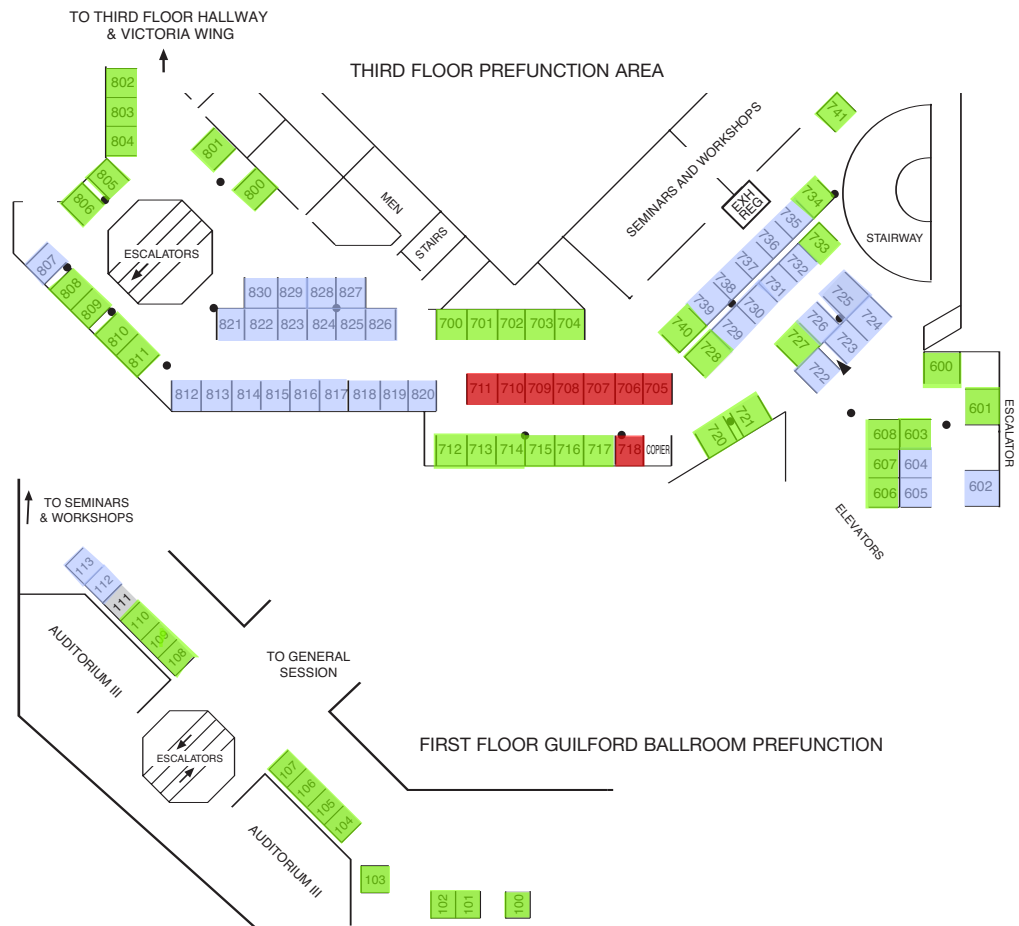 TO THIRD FLOOR HALLWAY
& VICTORIA WING
THIRD FLOOR PREFUNCTION AREA
802
803
804
805
806
801
800
MEN
STAIRS
SEMINARS AND WORKSHOPS
EXH
REG
741
STAIRWAY
ESCALATORS
807
808
809
810
811
830 829 828 827
821 822 823 824 825 826
700 701 702 703 704
734
735
736
737
738
739
740
733
732
731
730
729
728
725
724
726
723
727
722
812 813 814 815 816 817 818 819 820
711 710 709 708 707 706 705
712 713 714 715 716 717 718 COPIER
720
721
600
601
602
ESCALATOR
608 603
607 604
606 605
ELEVATORS
TO SEMINARS
& WORKSHOPS
113
112
111
110
109
108
AUDITORIUM III
TO GENERAL
SESSION
FIRST FLOOR GUILFORD BALLROOM PREFUNCTION
ESCALATORS
107
106
105
104
AUDITORIUM III
103
102 101 100